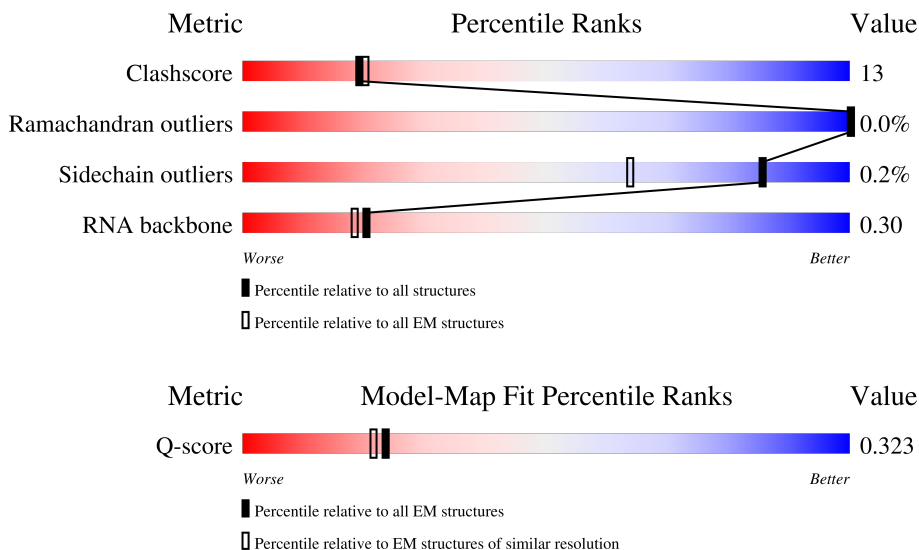 Metric Percentile Ranks Value
Clashscore 13
Ramachandran outliers 0.0%
Sidechain outliers 0.2%
RNA backbone 0.30
Worse Better
Percentile relative to all structures
Percentile relative to all EM structures
Metric Model-Map Fit Percentile Ranks Value
Q-score 0.323
Worse Better
Percentile relative to all EM structures
Percentile relative to EM structures of similar resolution